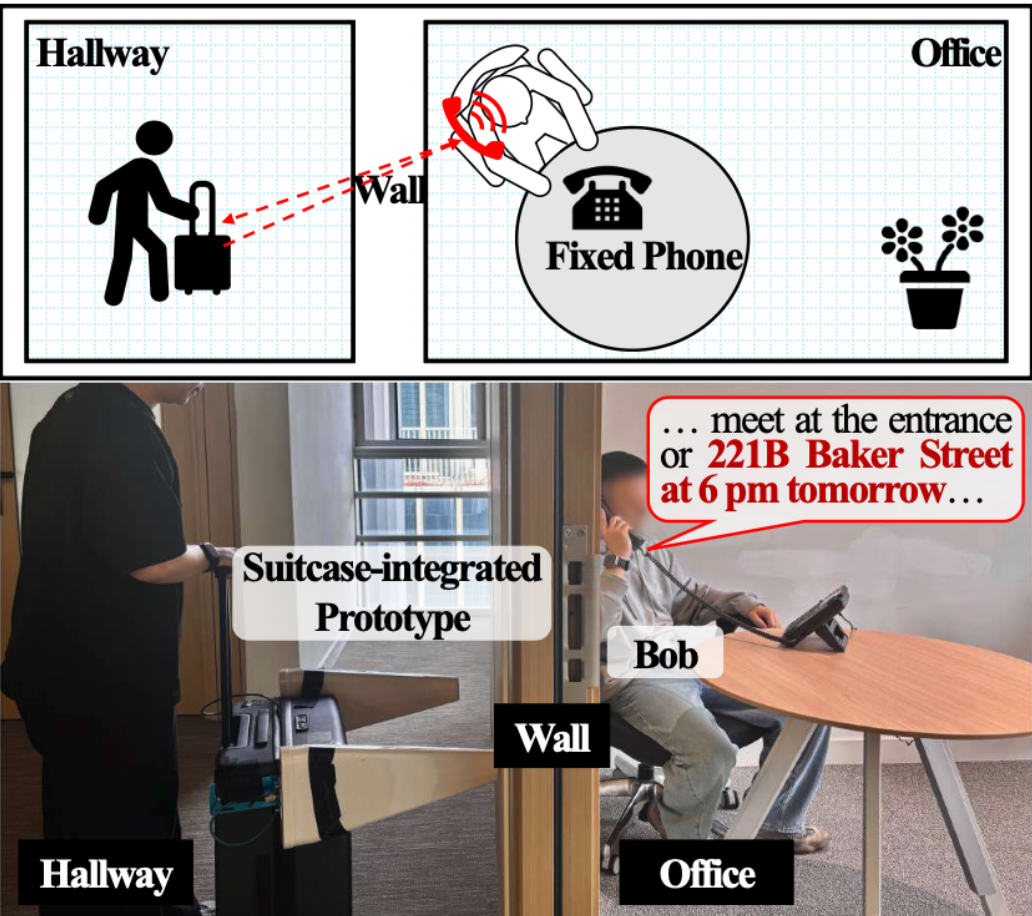 Hallway
Office
Wall
Fixed Phone
… meet at the entrance
or 221B Baker Street
at 6 pm tomorrow…
Suitcase-integrated
Prototype
Bob
Wall
Hallway
Office